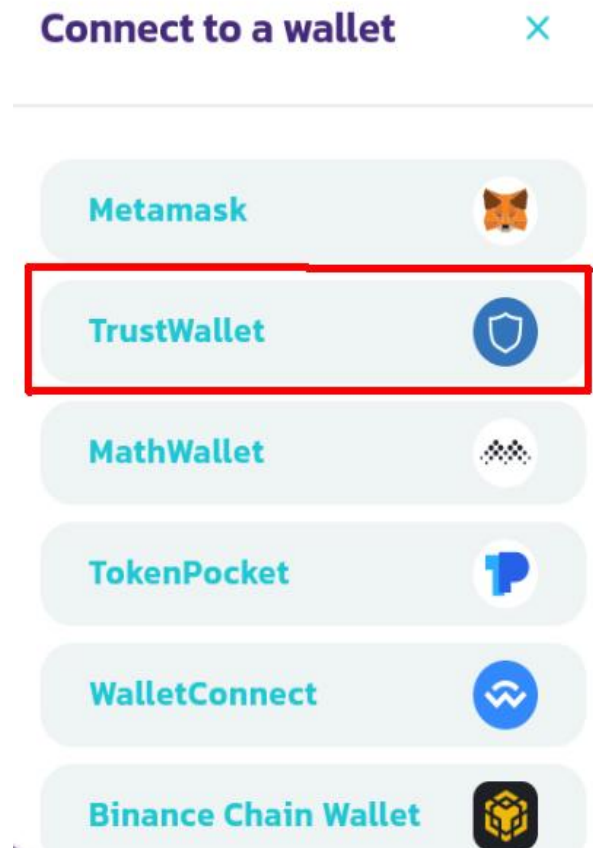 Connect to a wallet
Metamask
TrustWallet
MathWallet
TokenPocket
WalletConnect
Binance Chain Wallet